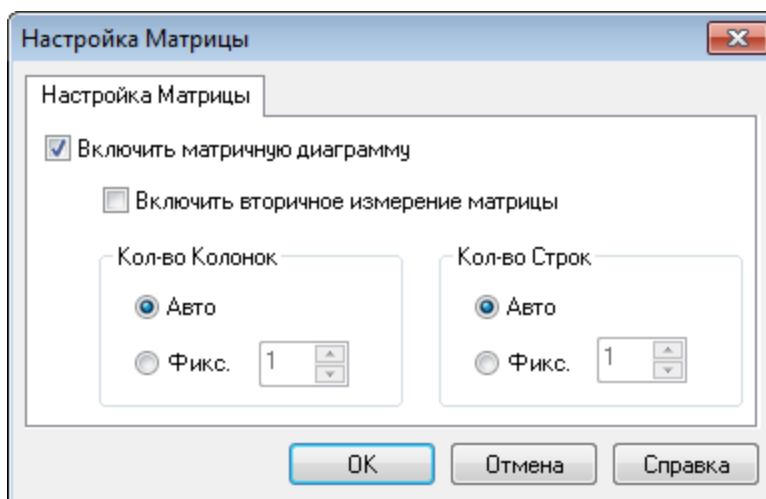 Настройка Матрицы
Настройка Матрицы
Включить матричную диаграмму
Включить вторичное измерение матрицы
Кол-во Колонок
Кол-во Строк
Авто
Авто
Фикс. 1
Фикс. 1
OK
Отмена
Справка